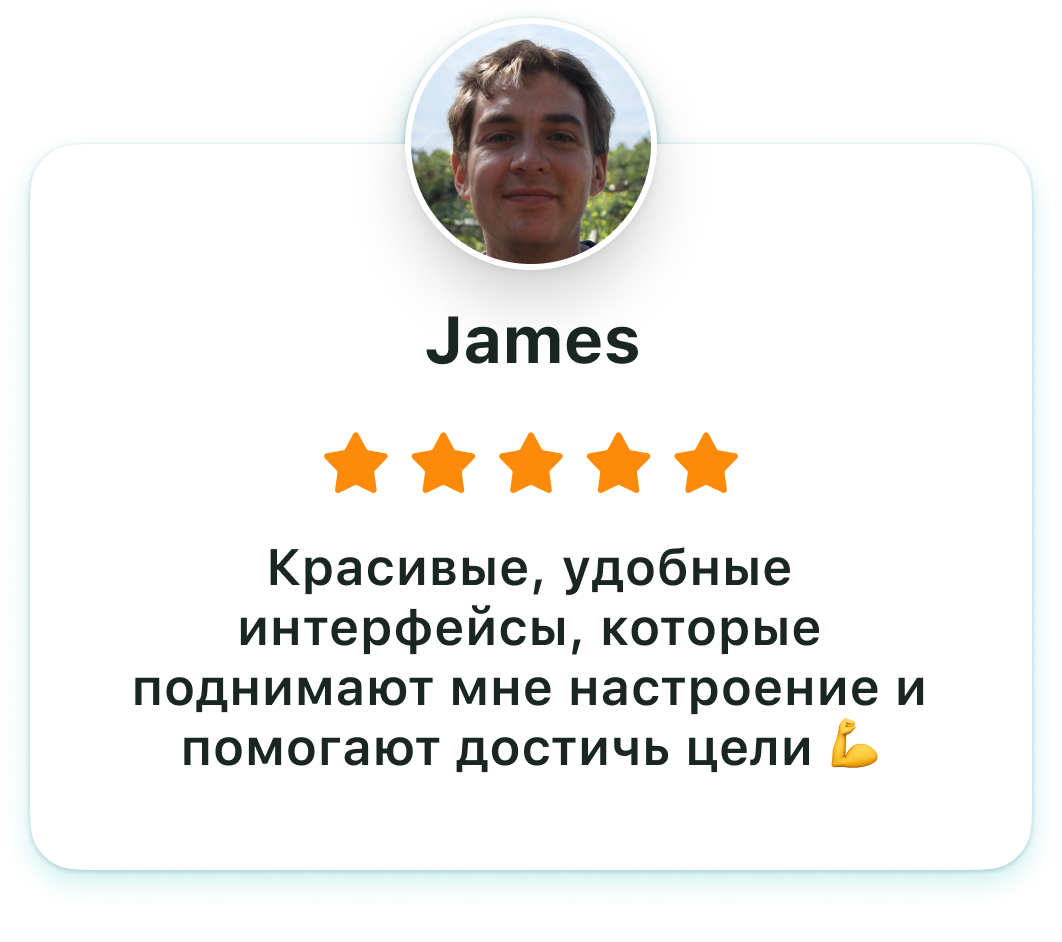 James
Красивые, удобные
интерфейсы, которые
поднимают мне настроение и
помогают достичь цели 💪